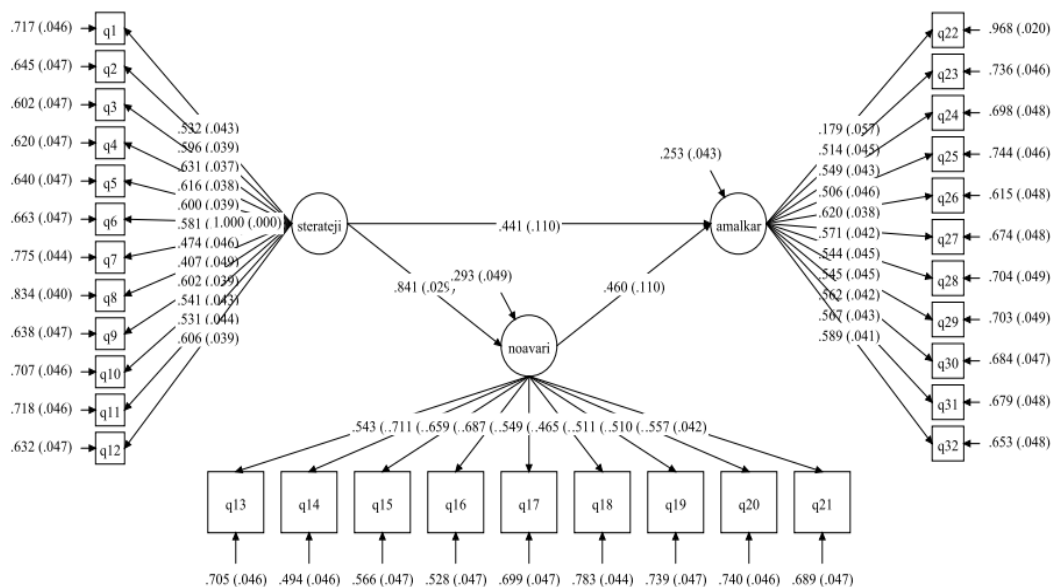 .717 (.046)
q1
.645 (.047)
q2
.602 (.047)
q3
.620 (.047)
q4
.640 (.047)
q5
.663 (.047)
q6
.775 (.044)
q7
.834 (.040)
q8
.638 (.047)
q9
.707 (.046)
q10
.718 (.046)
q11
.632 (.047)
q12
.532 (.043)
.596 (.039)
.631 (.037)
.616 (.038)
.600 (.039)
.581 (
1.000 (.000)
.474 (.046)
.407 (.049)
.602 (.039)
.541 (.043)
.531 (.044)
.606 (.039)
sterateji
.441 (.110)
.841 (.029
.293 (.049)
.460 (.110)
noavari
.253 (.043)
amalkar
.179 (.057)
.514 (.045)
.549 (.043)
.506 (.046)
.620 (.038)
.571 (.042)
.544 (.045)
.545 (.045)
.562 (.042)
.567 (.043)
.589 (.041)
q22
.968 (.020)
q23
.736 (.046)
q24
.698 (.048)
q25
.744 (.046)
q26
.615 (.048)
q27
.674 (.048)
q28
.704 (.049)
q29
.703 (.049)
q30
.684 (.047)
q31
.679 (.048)
q32
.653 (.048)
.543 (. .711 (. .659 (. .687 (. .549 (. .465 (. .511 (. .510 (. .557 (.042)
q13 q14 q15 q16 q17 q18 q19 q20 q21
.705 (.046) .494 (.046) .566 (.047) .528 (.047) .699 (.047) .783 (.044) .739 (.047) .740 (.046) .689 (.047)